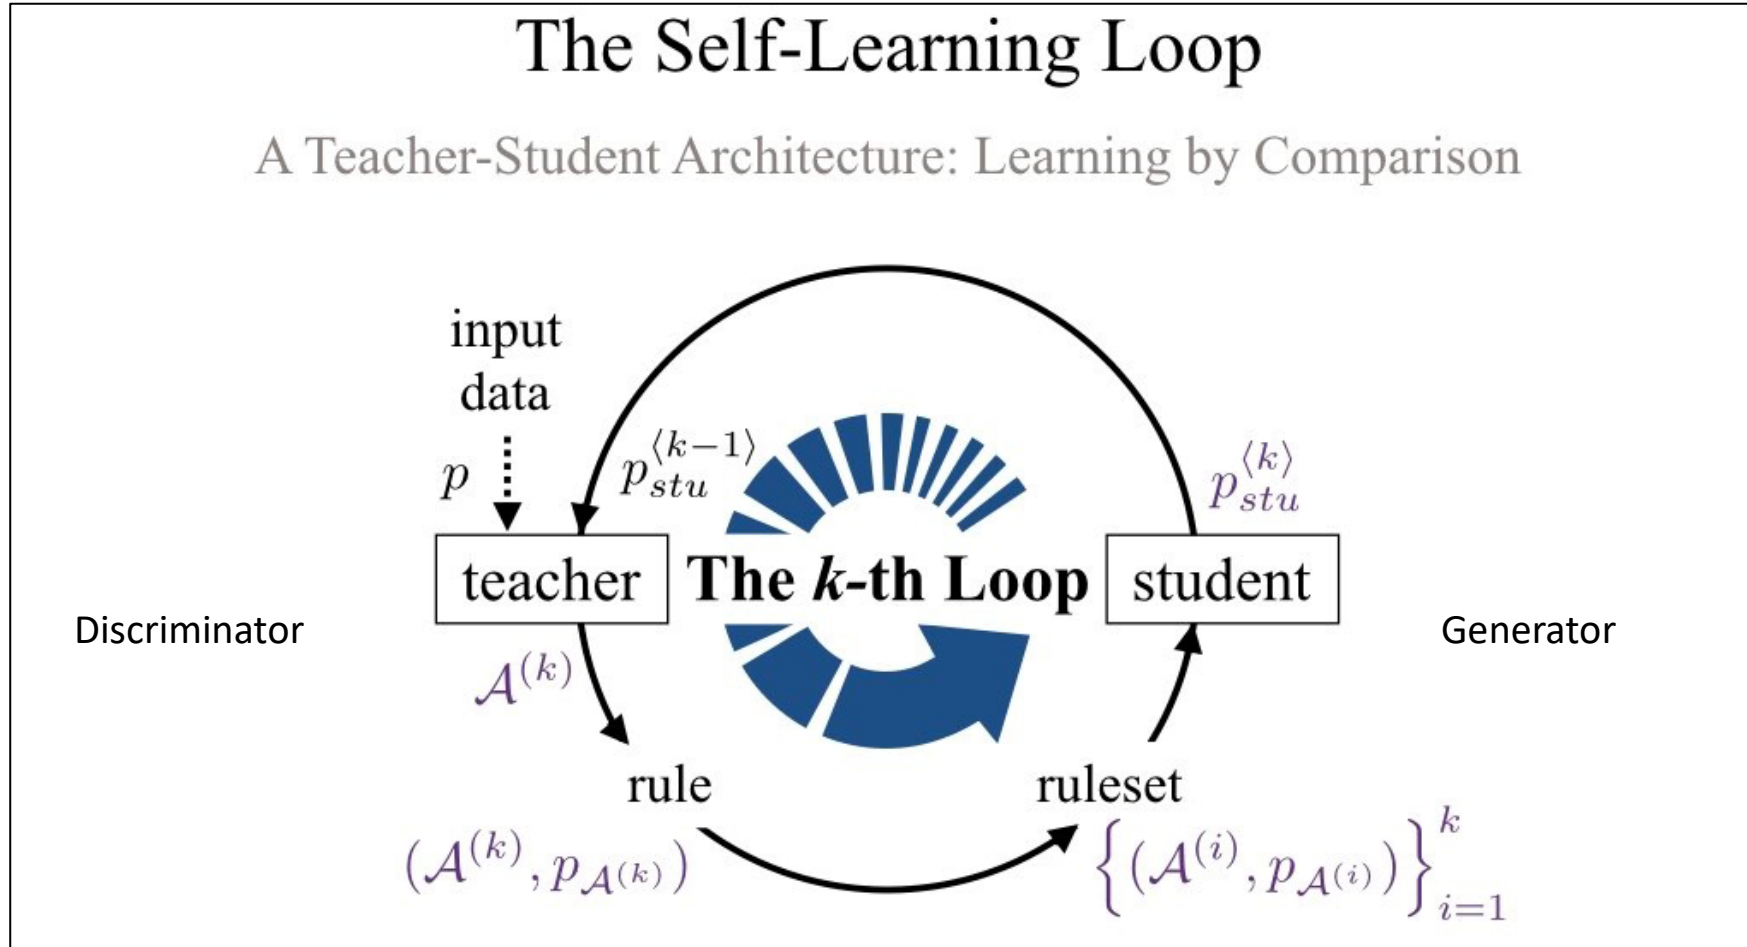 The Self-Learning Loop
A Teacher-Student Architecture: Learning by Comparison
input
data
p
p_{stu}^{⟨k−1⟩}
p_{stu}^{⟨k⟩}
teacher
The k-th Loop
student
Discriminator
Generator
𝒜^{(k)}
rule
ruleset
(𝒜^{(k)}, p_{𝒜^{(k)}})
{(𝒜^{(i)}, p_{𝒜^{(i)}})}_{i=1}^{k}